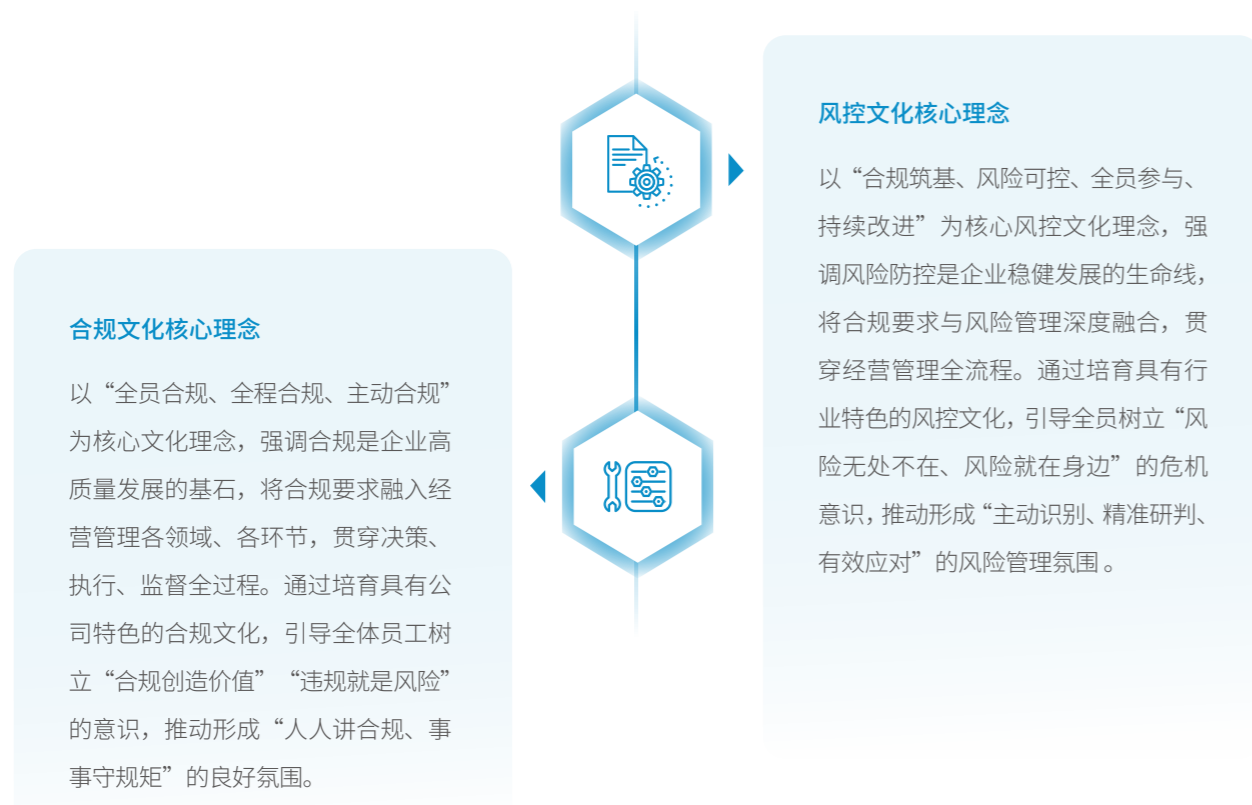 风控文化核心理念
以“合规筑基、风险可控、全员参与、
持续改进”为核心风控文化理念，强
调风险防控是企业稳健发展的生命线，
将合规要求与风险管理深度融合，贯
穿经营管理全流程。通过培育具有行
业特色的风控文化，引导全员树立“风
险无处不在、风险就在身边”的危机
意识，推动形成“主动识别、精准研判、
有效应对”的风险管理氛围。
合规文化核心理念
以“全员合规、全程合规、主动合规”
为核心文化理念，强调合规是企业高
质量发展的基石，将合规要求融入经
营管理各领域、各环节，贯穿决策、
执行、监督全过程。通过培育具有公
司特色的合规文化，引导全体员工树
立“合规创造价值”“违规就是风险”
的意识，推动形成“人人讲合规、事
事守规矩”的良好氛围。